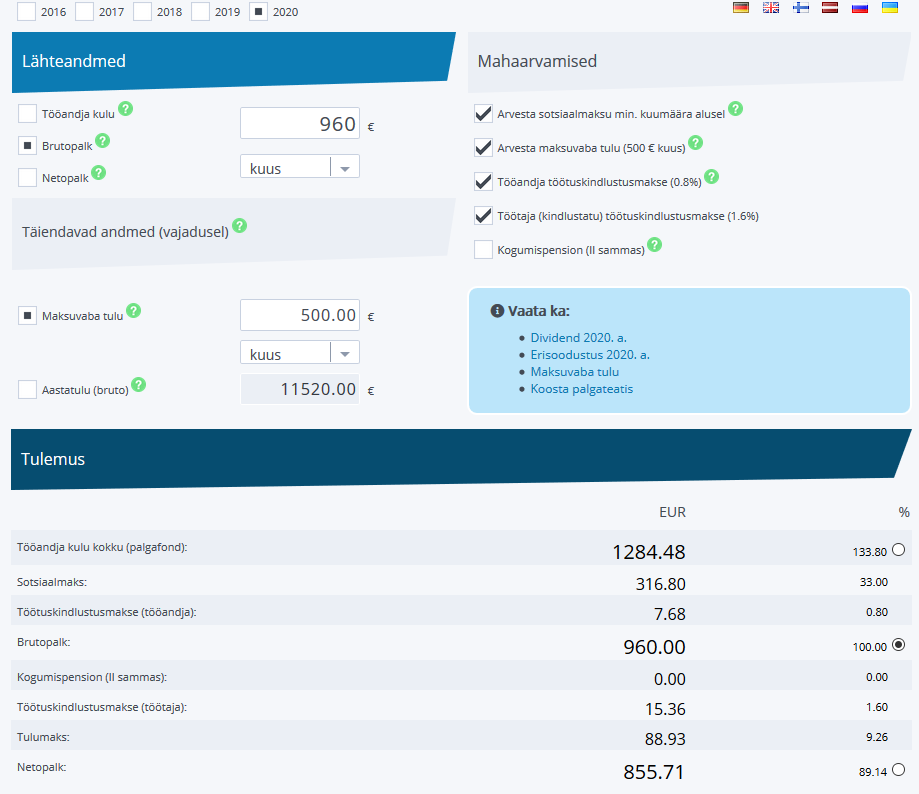 2016 2017 2018 2019 2020
Lähteandmed
Tööandja kulu ?
960 €
Brutopalk ?
kuus
Netopalk ?
Täiendavad andmed (vajadusel) ?
Maksuvaba tulu ?
500.00 €
kuus
Aastatulu (bruto) ?
11520.00 €
Mahaarvamised
Arvesta sotsiaalmaksu min. kuumäära alusel ?
Arvesta maksuvaba tulu (500 € kuus) ?
Tööandja töötuskindlustusmakse (0.8%) ?
Töötaja (kindlustatu) töötuskindlustusmakse (1.6%)
Kogumispension (II sammas) ?
Vaata ka:
Dividend 2020. a.
Erisoodustus 2020. a.
Maksuvaba tulu
Koosta palgateatis
Tulemus
EUR %
Tööandja kulu kokku (palgafond): 1284.48 133.80
Sotsiaalmaks: 316.80 33.00
Töötuskindlustusmakse (tööandja): 7.68 0.80
Brutopalk: 960.00 100.00
Kogumispension (II sammas): 0.00 0.00
Töötuskindlustusmakse (töötaja): 15.36 1.60
Tulumaks: 88.93 9.26
Netopalk: 855.71 89.14